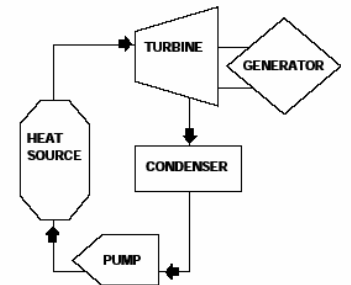 TURBINE
GENERATOR
HEAT
SOURCE
CONDENSER
PUMP